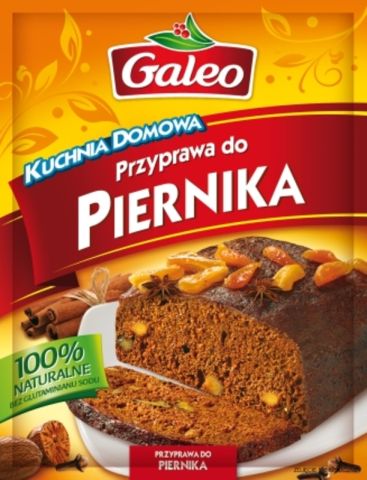 Galeo
KUCHNIA DOMOWA
Przyprawa do
PIERNIKA
100%
NATURALNE
BEZ GLUTAMINIANU SODU
PRZYPRAWA DO
PIERNIKA